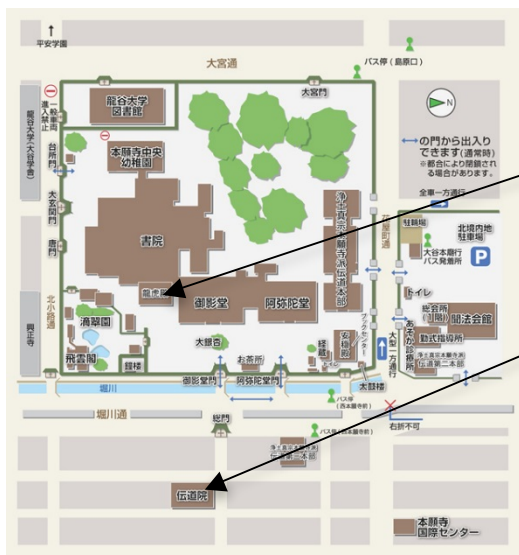 平安学園
大宮通
バス停(島原口)
大宮門
龍谷大学
図書館
一般車両
進入禁止
龍谷大学(大谷学舎)
本願寺中央
幼稚園
台所門
大玄関門
唐門
書院
龍虎殿
御影堂
阿弥陀堂
浄土真宗本願寺派伝道本部
N
の門から出入り
できます(通常時)
※都合により閉鎖され
る場合があります。
全車一方通行
花屋町通
駐輪場
大谷本廟行
バス発着所
北境内地
駐車場
P
トイレ
総会所
(1階)
聞法会館
あそか診療所
勤式指導所
浄土真宗本願寺派
伝道第二本部
大型一方通行
北小路通
興正寺
滴翠園
飛雲閣
鐘楼
大銀杏
お茶所
経蔵
トイレ
ブックセンター
安穏殿
太鼓楼
堀川
御影堂門
阿弥陀堂門
バス停
(西本願寺前)
堀川通
総門
バス停(西本願寺前)
右折不可
浄土真宗本願寺派
伝道第一本部
伝道院
本願寺
国際センター